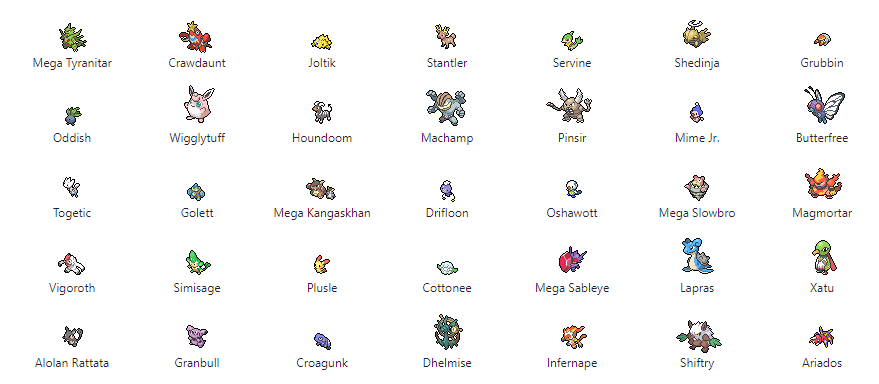 Mega Tyranitar Crawdaunt Joltik Stantler Servine Shedinja Grubbin
Oddish Wigglytuff Houndoom Machamp Pinsir Mime Jr. Butterfree
Togetic Golett Mega Kangaskhan Drifloon Oshawott Mega Slowbro Magmortar
Vigoroth Simisage Plusle Cottonee Mega Sableye Lapras Xatu
Alolan Rattata Granbull Croagunk Dhelmise Infernape Shiftry Ariados